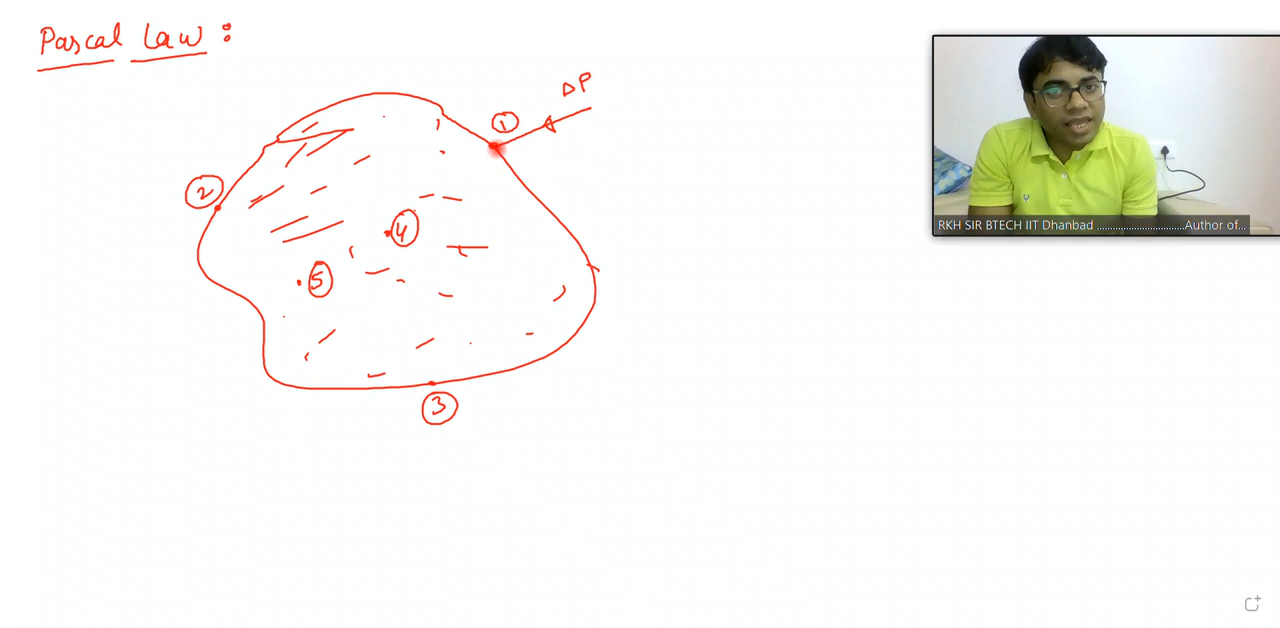 Pascal Law :
ΔP
①
②
④
⑤
③
RKH SIR BTECH IIT Dhanbad ..................................Author of...